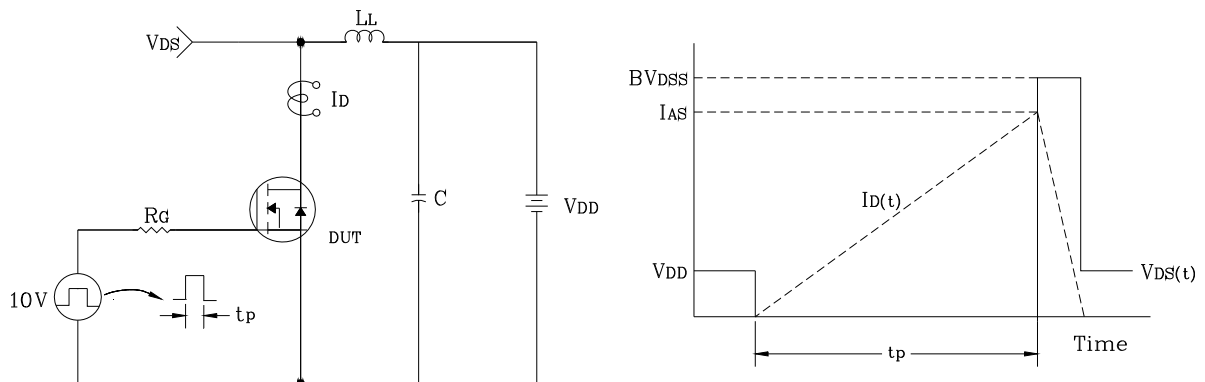 LL
VDS
ID
RG
DUT
C
VDD
10V
tp
BVDSS
IAS
ID(t)
VDD
VDS(t)
tp
Time